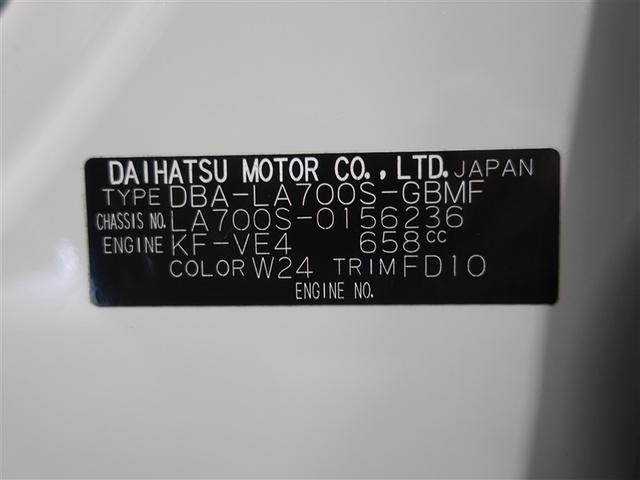 DAIHATSU MOTOR CO., LTD. JAPAN
TYPE DBA-LA700S-GBMF
CHASSIS NO. LA700S-0156236
ENGINE KF-VE4 658cc
COLOR W24 TRIM FD10
ENGINE NO.